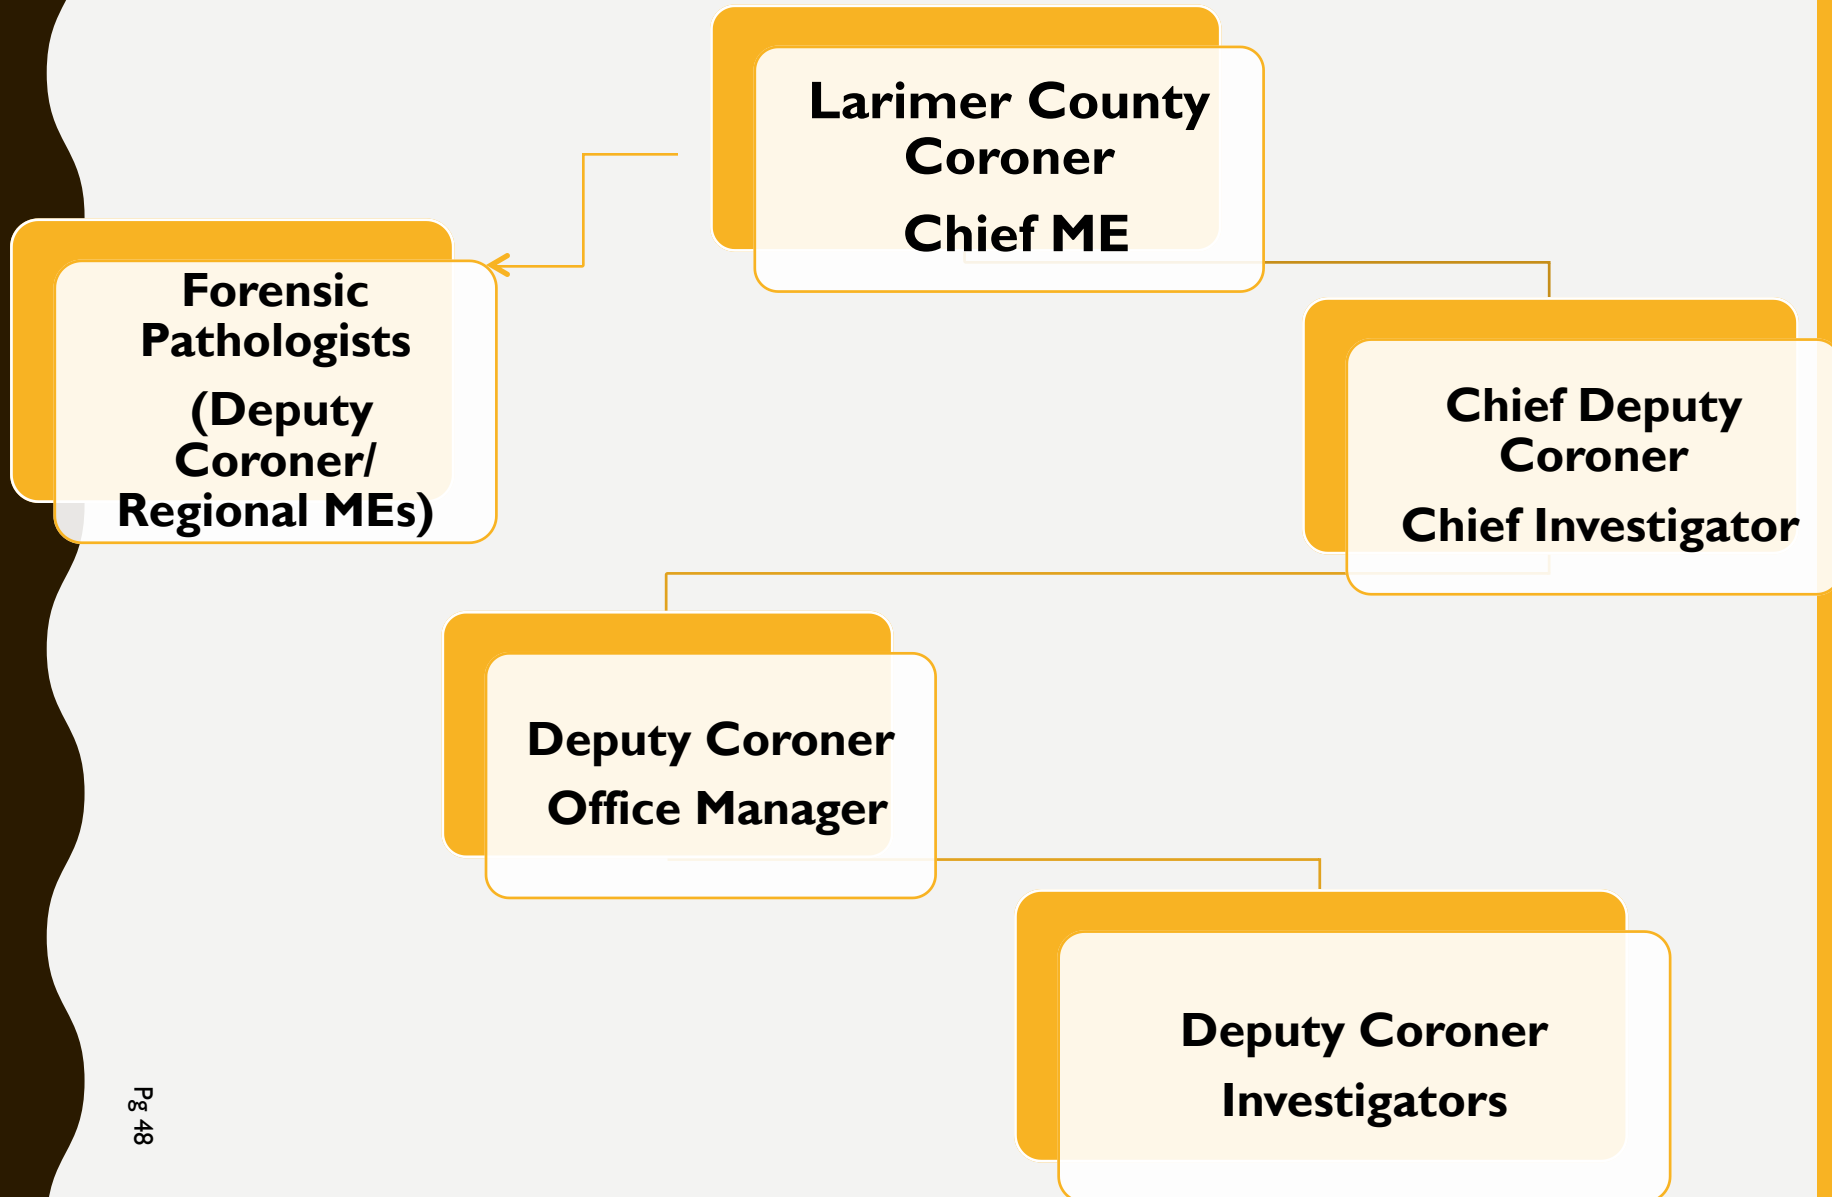 Larimer County
Coroner
Chief ME
Forensic
Pathologists
(Deputy
Coroner/
Regional MEs)
Chief Deputy
Coroner
Chief Investigator
Deputy Coroner
Office Manager
Deputy Coroner
Investigators
Pg 48